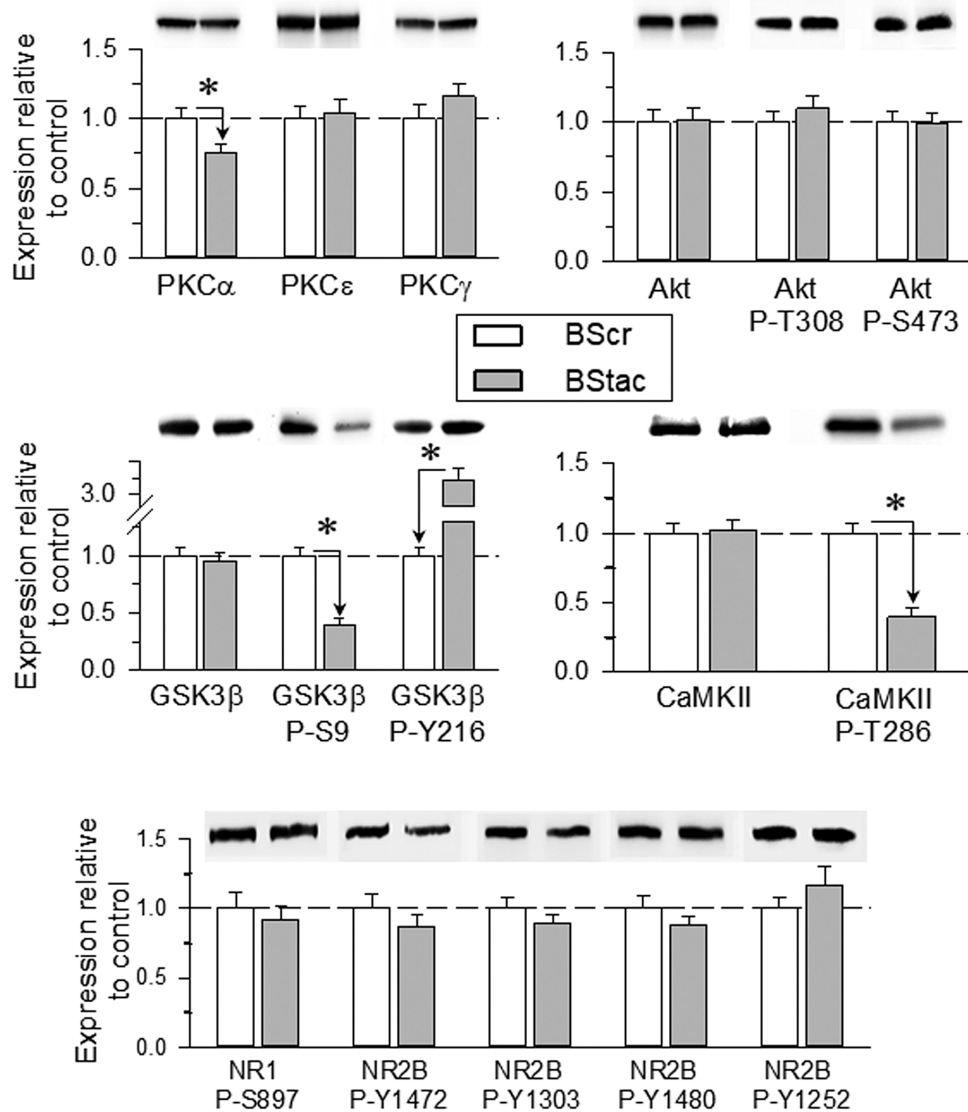 Expression relative
to control
1.5
1.0
0.5
0.0
*
PKCα
PKCε
PKCγ
1.5
1.0
0.5
0.0
Akt
Akt
P-T308
Akt
P-S473
BScr
BStac
Expression relative
to control
3.0
1.0
0.5
0.0
*
*
GSK3β
GSK3β
P-S9
GSK3β
P-Y216
1.5
1.0
0.5
0.0
*
CaMKII
CaMKII
P-T286
Expression relative
to control
1.5
1.0
0.5
0.0
NR1
P-S897
NR2B
P-Y1472
NR2B
P-Y1303
NR2B
P-Y1480
NR2B
P-Y1252